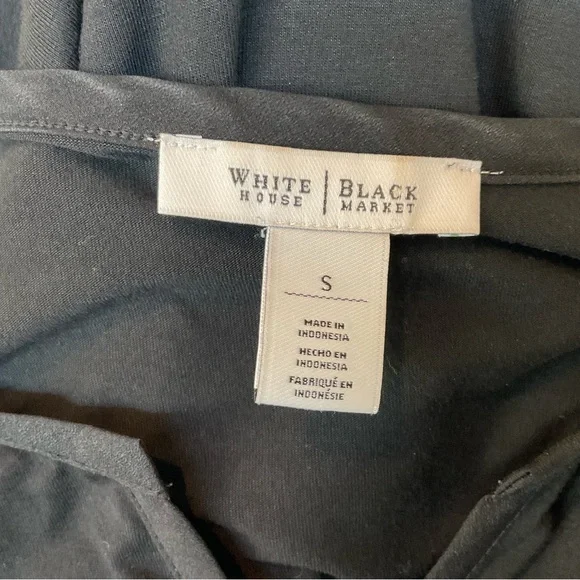 WHITE | BLACK
HOUSE | MARKET
S
MADE IN
INDONESIA
HECHO EN
INDONESIA
FABRIQUÉ EN
INDONÉSIE